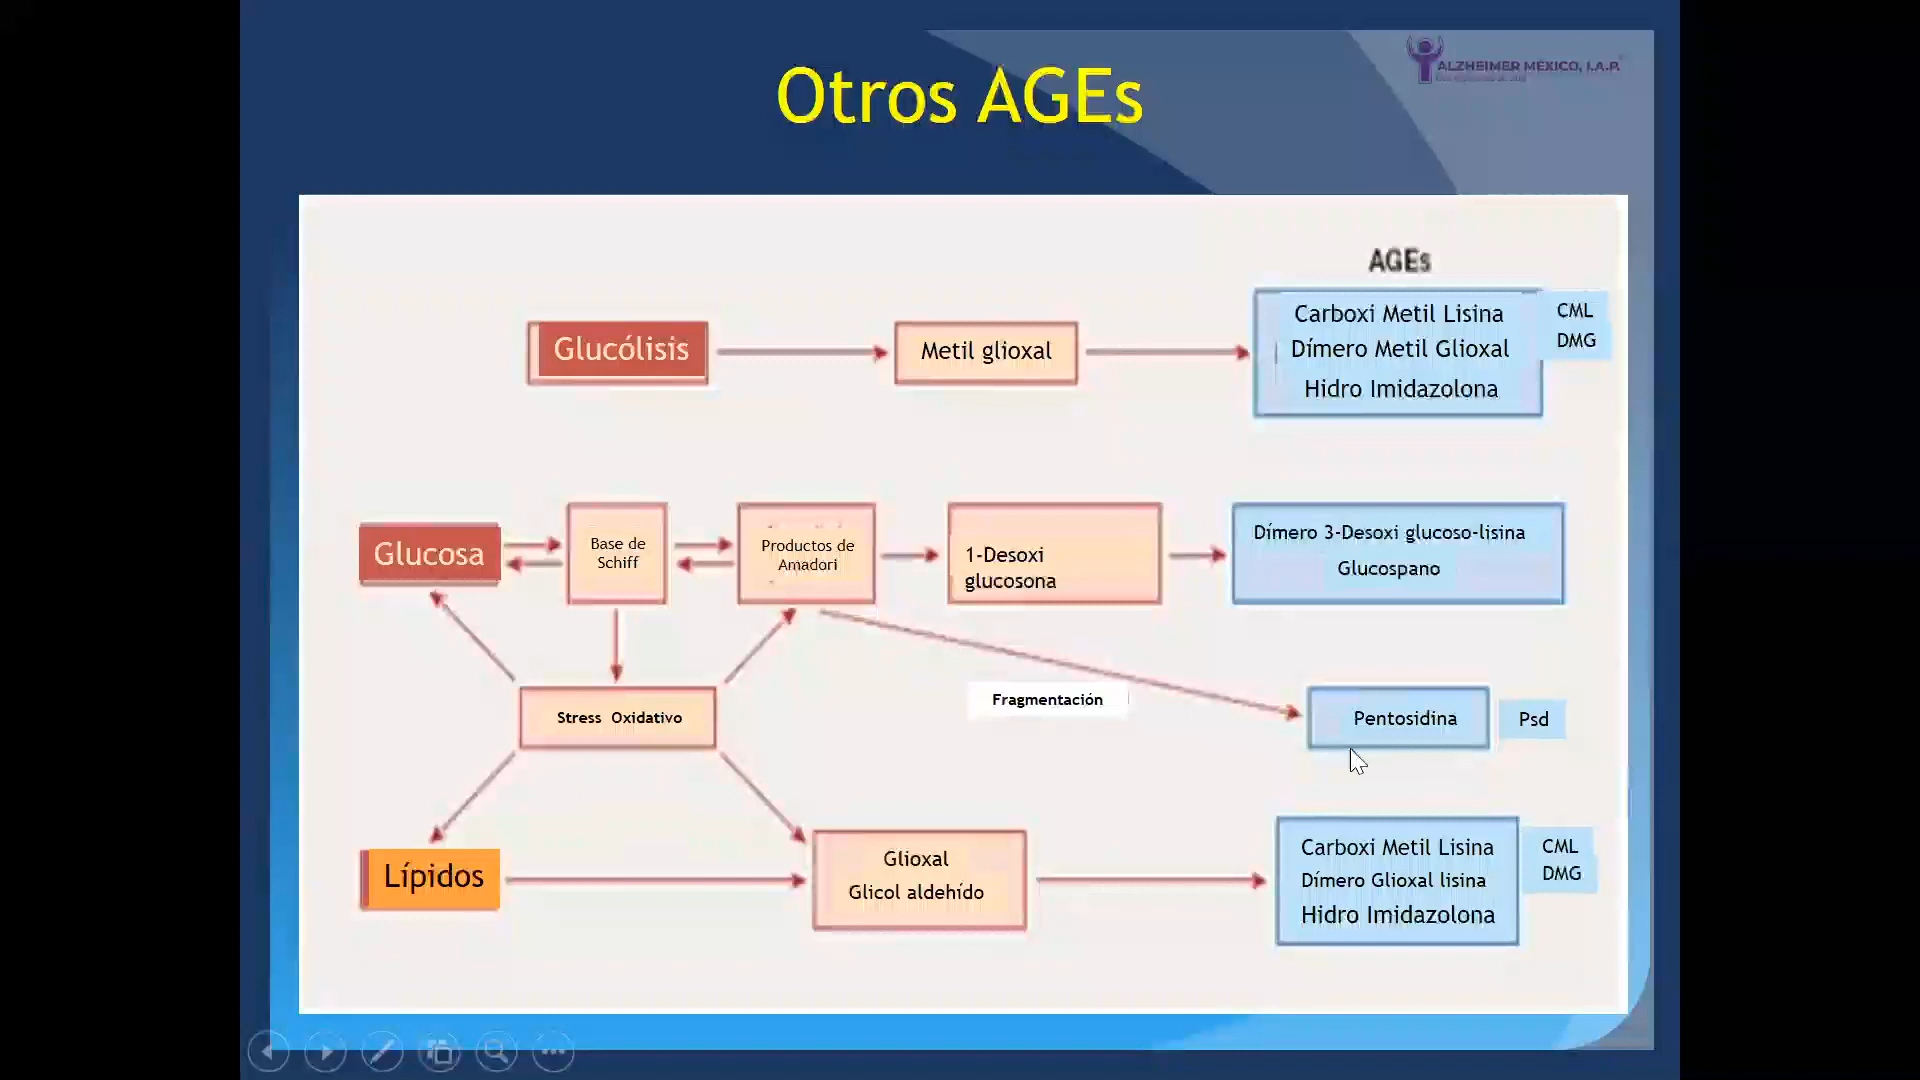 ALZHEIMER MÉXICO, I.A.P.
Otros AGEs
AGEs
Glucólisis
Metil glioxal
Carboxi Metil Lisina
Dímero Metil Glioxal
Hidro Imidazolona
CML
DMG
Glucosa
Base de
Schiff
Productos de
Amadori
1-Desoxi
glucosona
Dímero 3-Desoxi glucoso-lisina
Glucospano
Stress Oxidativo
Fragmentación
Pentosidina
Psd
Lípidos
Glioxal
Glicol aldehído
Carboxi Metil Lisina
Dímero Glioxal lisina
Hidro Imidazolona
CML
DMG